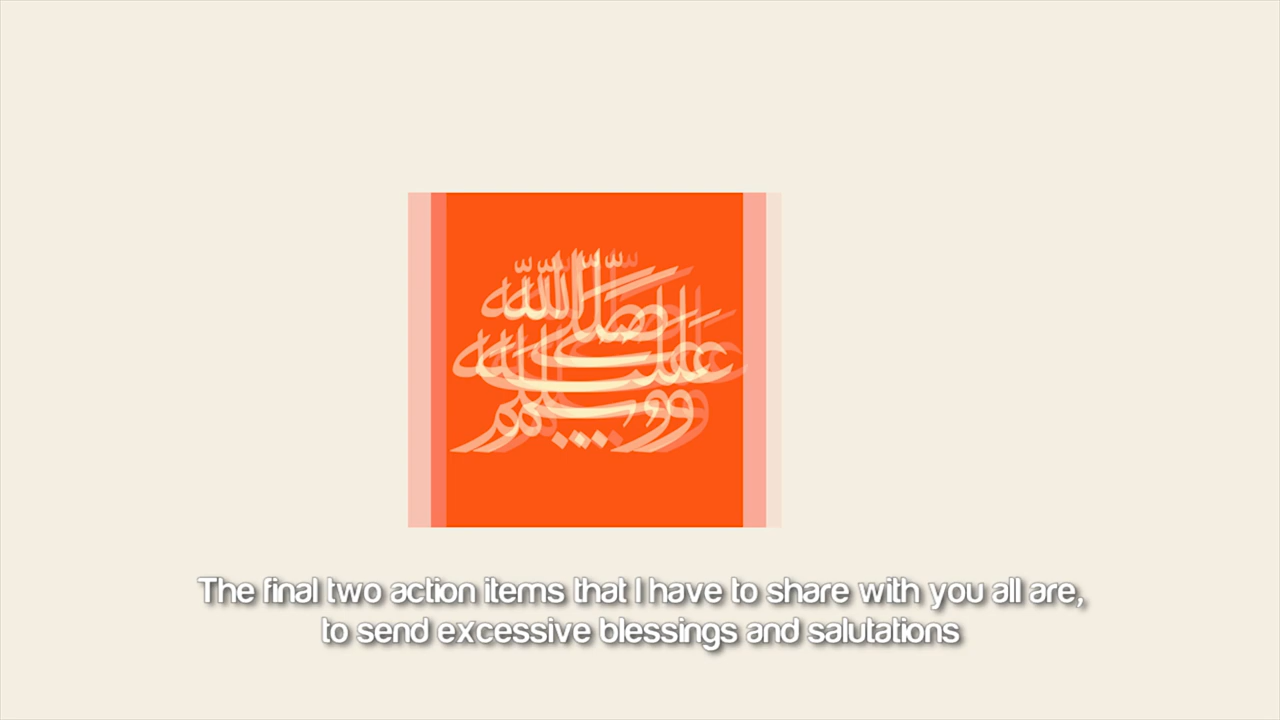 صلى الله
عليه
وسلم
The final two action items that I have to share with you all are,
to send excessive blessings and salutations